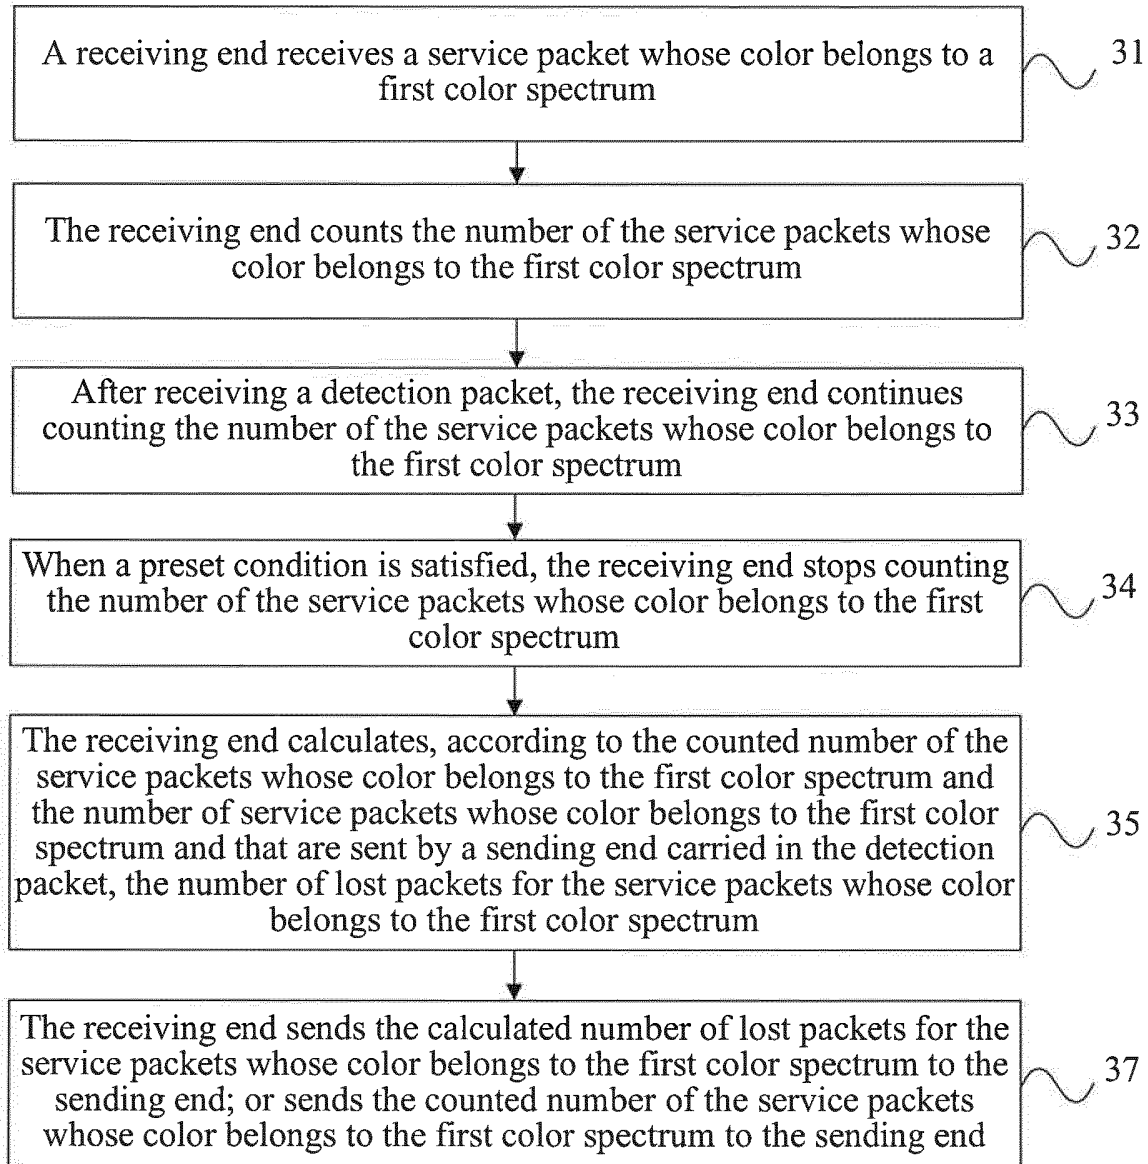 A receiving end receives a service packet whose color belongs to a
first color spectrum
31
The receiving end counts the number of the service packets whose
color belongs to the first color spectrum
32
After receiving a detection packet, the receiving end continues
counting the number of the service packets whose color belongs to
the first color spectrum
33
When a preset condition is satisfied, the receiving end stops counting
the number of the service packets whose color belongs to the first
color spectrum
34
The receiving end calculates, according to the counted number of the
service packets whose color belongs to the first color spectrum and
the number of service packets whose color belongs to the first color
spectrum and that are sent by a sending end carried in the detection
packet, the number of lost packets for the service packets whose color
belongs to the first color spectrum
35
The receiving end sends the calculated number of lost packets for the
service packets whose color belongs to the first color spectrum to the
sending end; or sends the counted number of the service packets
whose color belongs to the first color spectrum to the sending end
37